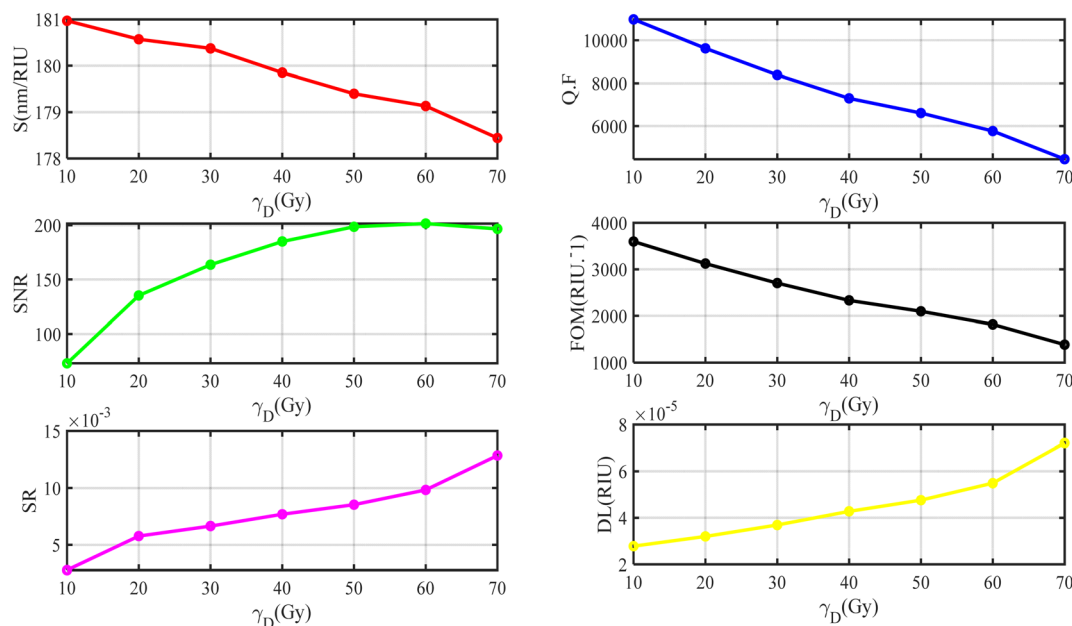 181
180
179
178
S(nm/RIU
10 20 30 40 50 60 70
γD(Gy)
10000
8000
6000
Q.F
10 20 30 40 50 60 70
γD(Gy)
200
150
100
SNR
10 20 30 40 50 60 70
γD(Gy)
4000
3000
2000
1000
FOM(RIU.⁻1)
10 20 30 40 50 60 70
γD(Gy)
×10⁻³
15
10
5
SR
10 20 30 40 50 60 70
γD(Gy)
×10⁻⁵
8
6
4
2
DL(RIU)
10 20 30 40 50 60 70
γD(Gy)